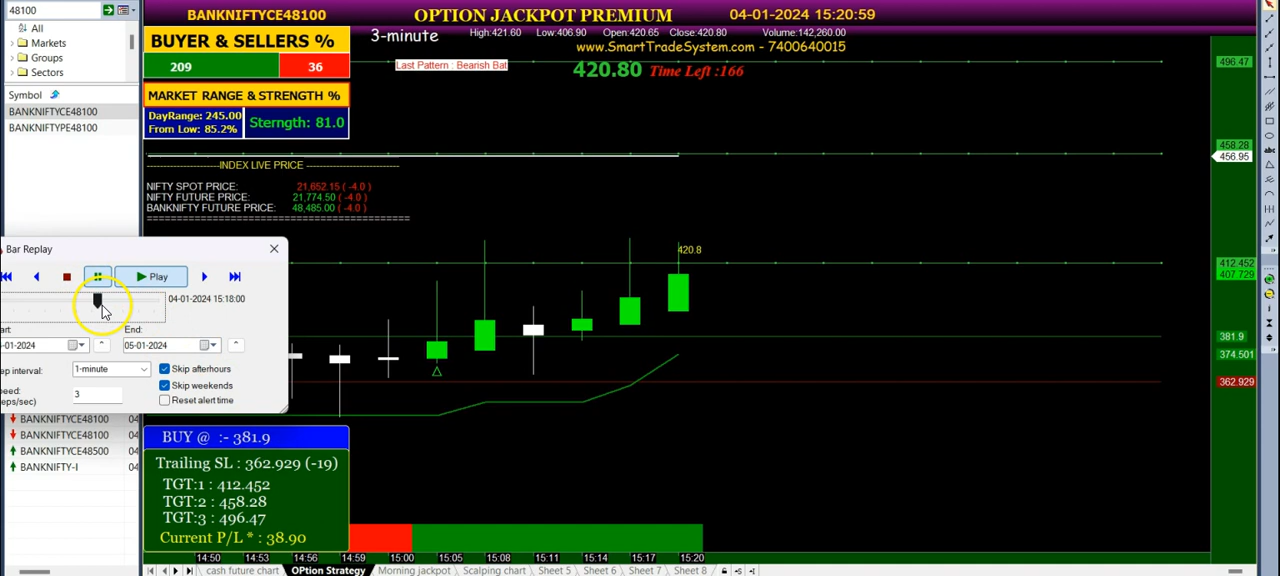 48100
All
Markets
Groups
Sectors
Symbol
BANKNIFTYCE48100
BANKNIFTYPE48100
BANKNIFTYCE48100
OPTION JACKPOT PREMIUM
04-01-2024 15:20:59
BUYER & SELLERS %
209 36
3-minute
High:421.60 Low:406.90 Open:420.65 Close:420.80 Volume:142,260.00
www.SmartTradeSystem.com - 7400640015
Last Pattern : Bearish Bat
420.80 Time Left :166
MARKET RANGE & STRENGTH %
DayRange: 245.00
From Low: 85.2%
Sterngth: 81.0
INDEX LIVE PRICE
NIFTY SPOT PRICE: 21,652.15 ( -4.0 )
NIFTY FUTURE PRICE: 21,774.50 ( -4.0 )
BANKNIFTY FUTURE PRICE: 48,485.00 ( -4.0 )
420.8
496.47
458.28
456.95
412.452
407.729
381.9
374.501
362.929
Bar Replay
Play
04-01-2024 15:18:00
End:
-01-2024 05-01-2024
1-minute
Skip afterhours
Skip weekends
3
Reset alert time
BANKNIFTYCE48100 04
BANKNIFTYCE48100 04
BANKNIFTYCE48500 04
BANKNIFTY-I 04
BUY @ :- 381.9
Trailing SL : 362.929 (-19)
TGT:1 : 412.452
TGT:2 : 458.28
TGT:3 : 496.47
Current P/L * : 38.90
14:50 14:53 14:56 14:59 15:00 15:05 15:08 15:11 15:14 15:17 15:20
cash future chart OPtion Strategy Morning jackpot Scalping chart Sheet 5 Sheet 6 Sheet 7 Sheet 8